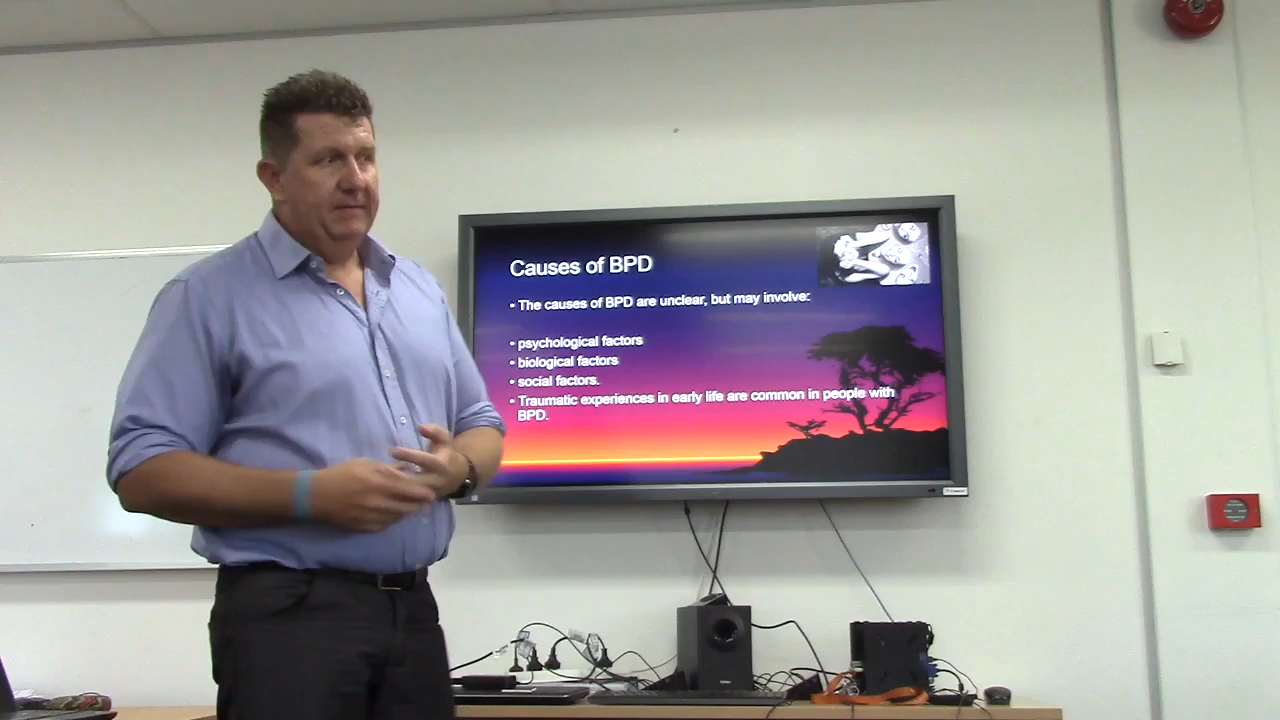 Causes of BPD
• The causes of BPD are unclear, but may involve:
• psychological factors
• biological factors
• social factors.
• Traumatic experiences in early life are common in people with
BPD.